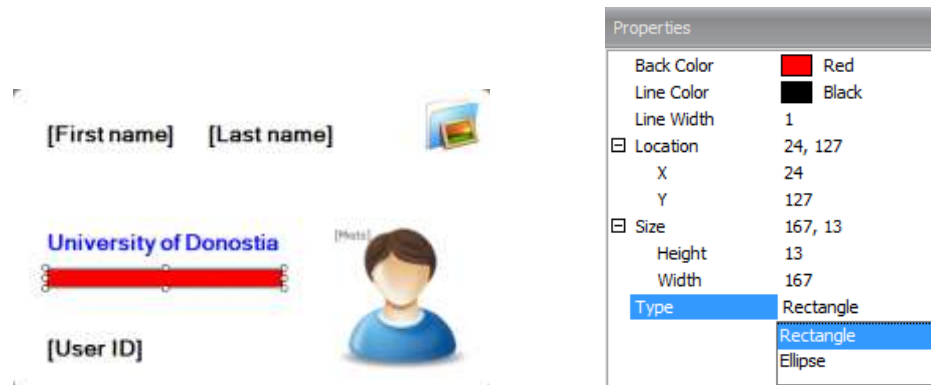 [First name] [Last name]
University of Donostia
[Photo]
[User ID]
Properties
Back Color Red
Line Color Black
Line Width 1
Location 24, 127
X 24
Y 127
Size 167, 13
Height 13
Width 167
Type Rectangle
Rectangle
Ellipse